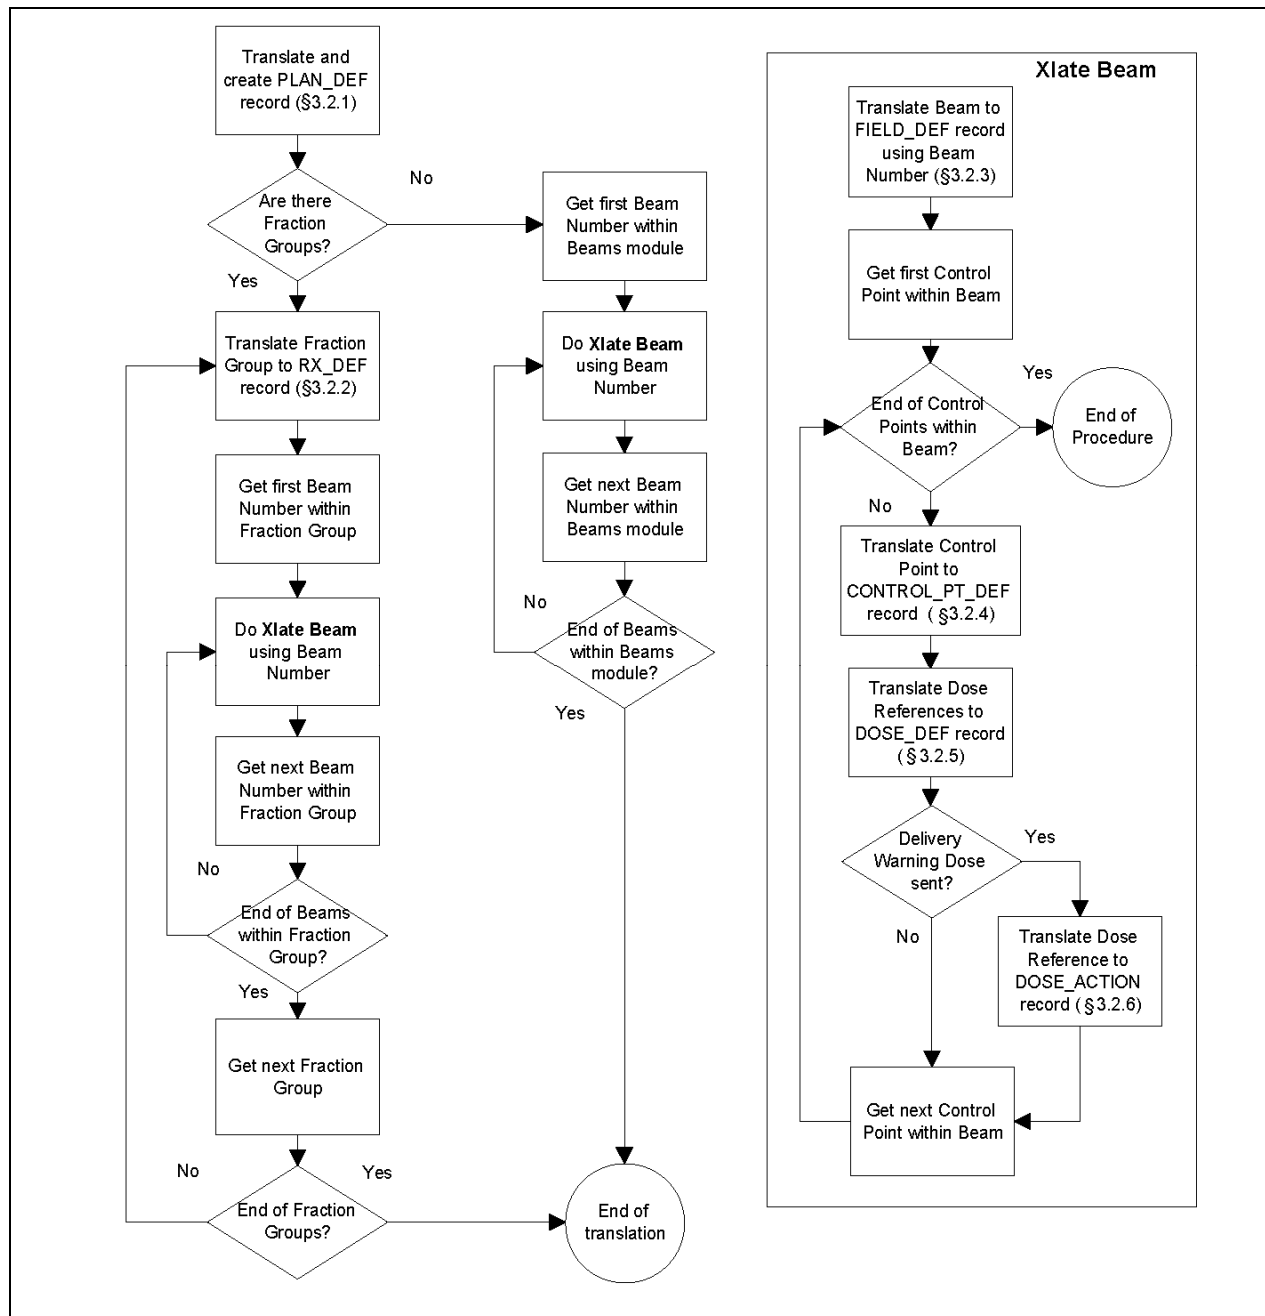 Translate and
create PLAN_DEF
record (§3.2.1)
Are there
Fraction
Groups?
No
Yes
Translate Fraction
Group to RX_DEF
record (§3.2.2)
Get first Beam
Number within
Fraction Group
Do Xlate Beam
using Beam
Number
Get next Beam
Number within
Fraction Group
No
End of Beams
within Fraction
Group?
Yes
Get next Fraction
Group
No
Yes
End of Fraction
Groups?
Get first Beam
Number within
Beams module
Do Xlate Beam
using Beam
Number
Get next Beam
Number within
Beams module
No
End of Beams
within Beams
module?
Yes
End of
translation
Xlate Beam
Translate Beam to
FIELD_DEF record
using Beam
Number (§3.2.3)
Get first Control
Point within Beam
End of Control
Points within
Beam?
Yes
End of
Procedure
No
Translate Control
Point to
CONTROL_PT_DEF
record ( §3.2.4)
Translate Dose
References to
DOSE_DEF record
( §3.2.5)
Delivery
Warning Dose
sent?
Yes
No
Translate Dose
Reference to
DOSE_ACTION
record ( §3.2.6)
Get next Control
Point within Beam